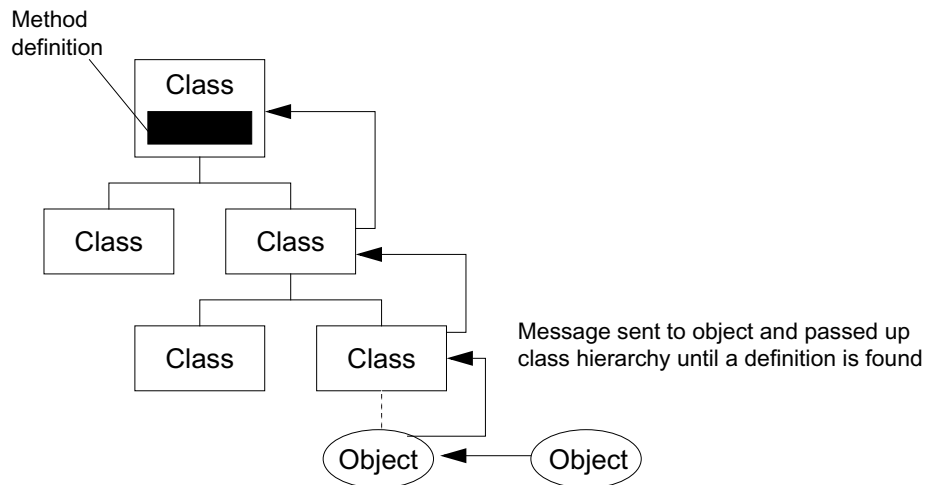 Method
definition
Class
Class
Class
Class
Class
Message sent to object and passed up
class hierarchy until a definition is found
Object
Object